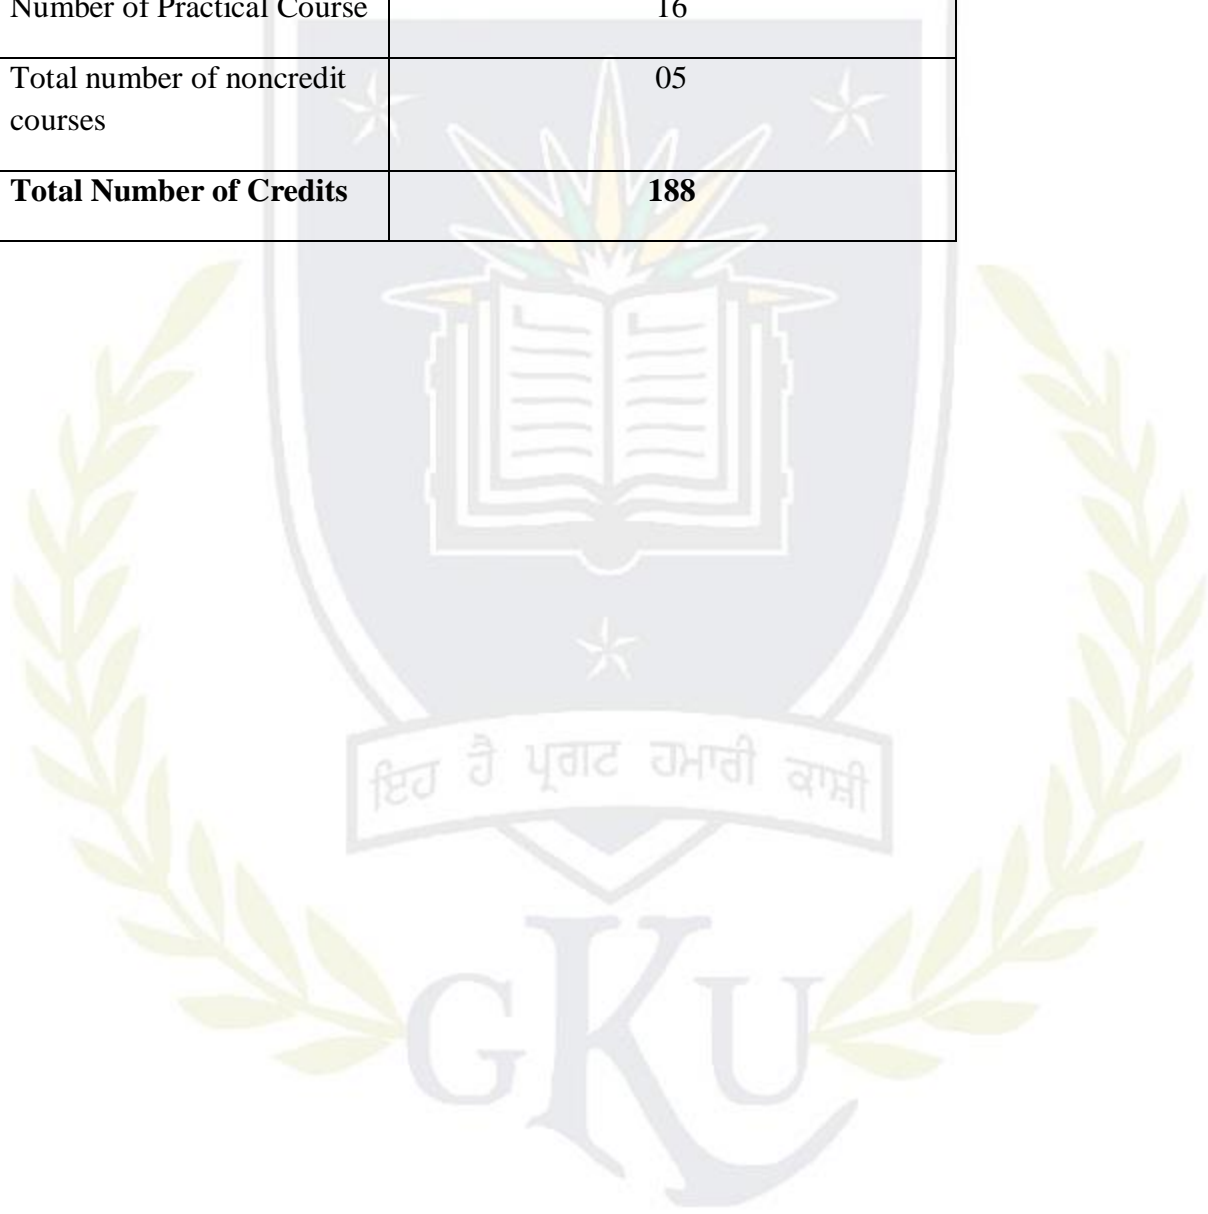 Number of Practical Course 16
Total number of noncredit 05
courses
Total Number of Credits 188
ਇਹ ਹੈ ਪ੍ਰਗਟ ਹਮਾਰੀ ਕਾਸ਼ੀ
GKU